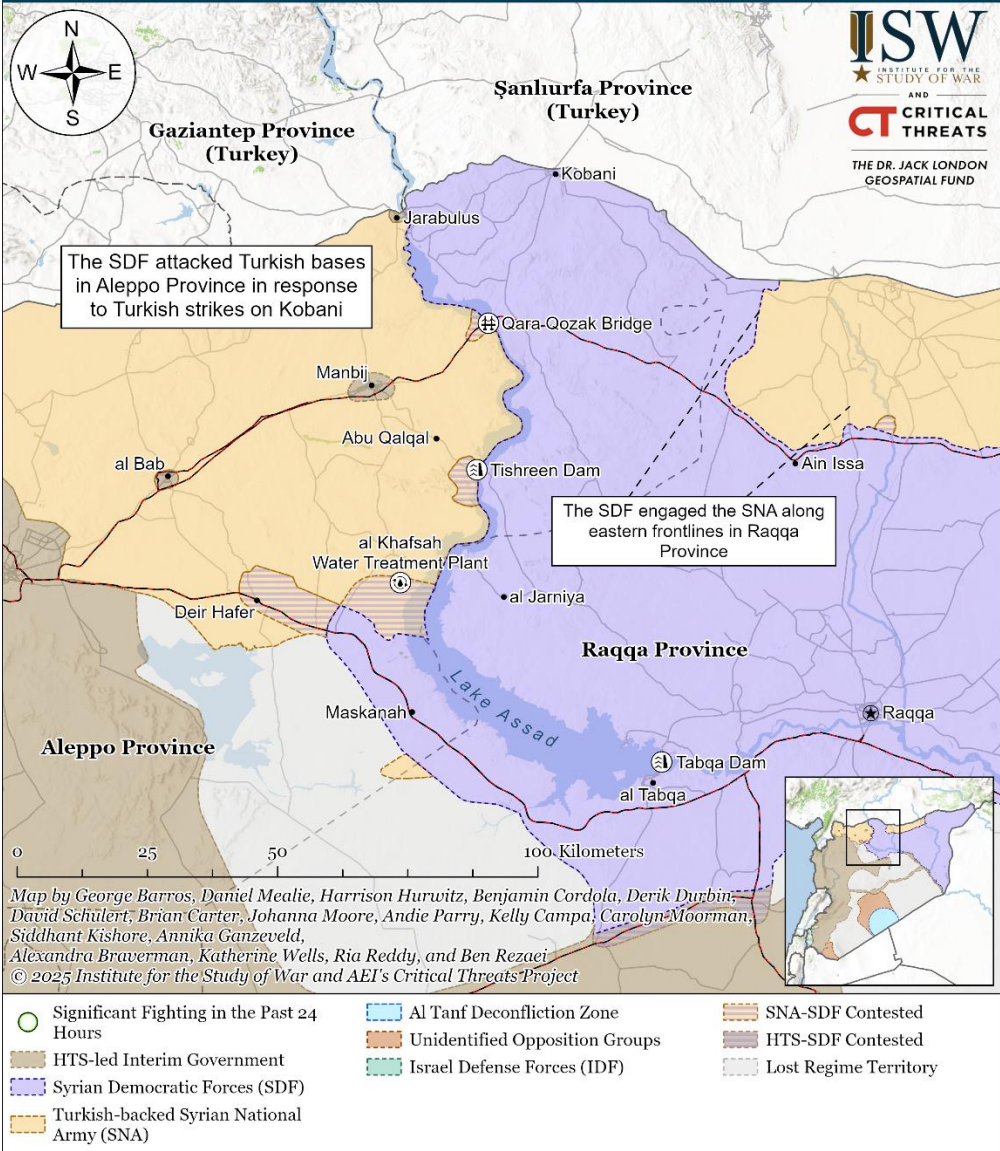 N
W
E
S
ISW
INSTITUTE FOR THE
STUDY OF WAR
AND
CT CRITICAL
THREATS
THE DR. JACK LONDON
GEOSPATIAL FUND
Şanlıurfa Province
(Turkey)
Gaziantep Province
(Turkey)
Kobani
Jarabulus
The SDF attacked Turkish bases
in Aleppo Province in response
to Turkish strikes on Kobani
Qara-Qozak Bridge
Manbij
Abu Qalqal
al Bab
Tishreen Dam
Ain Issa
The SDF engaged the SNA along
eastern frontlines in Raqqa
Province
al Khafsah
Water Treatment Plant
Deir Hafer
al Jarniya
Raqqa Province
Lake Assad
Maskanah
Raqqa
Aleppo Province
Tabqa Dam
al Tabqa
0 25 50 100 Kilometers
Map by George Barros, Daniel Mealie, Harrison Hurwitz, Benjamin Cordola, Derik Durbin,
David Schulert, Brian Carter, Johanna Moore, Andie Parry, Kelly Campa, Carolyn Moorman,
Siddhant Kishore, Annika Ganzeveld,
Alexandra Braverman, Katherine Wells, Ria Reddy, and Ben Rezaei
© 2025 Institute for the Study of War and AEI's Critical Threats Project
Significant Fighting in the Past 24
Hours
HTS-led Interim Government
Syrian Democratic Forces (SDF)
Turkish-backed Syrian National
Army (SNA)
Al Tanf Deconfliction Zone
Unidentified Opposition Groups
Israel Defense Forces (IDF)
SNA-SDF Contested
HTS-SDF Contested
Lost Regime Territory